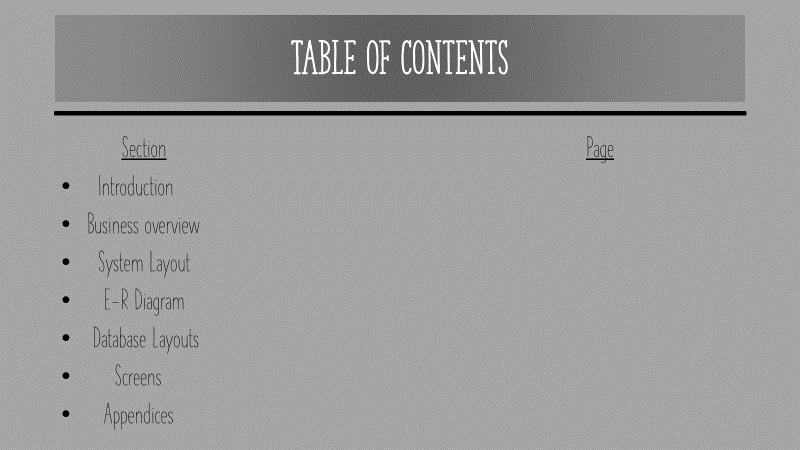 TABLE OF CONTENTS
Section Page
• Introduction
• Business overview
• System Layout
• E-R Diagram
• Database Layouts
• Screens
• Appendices